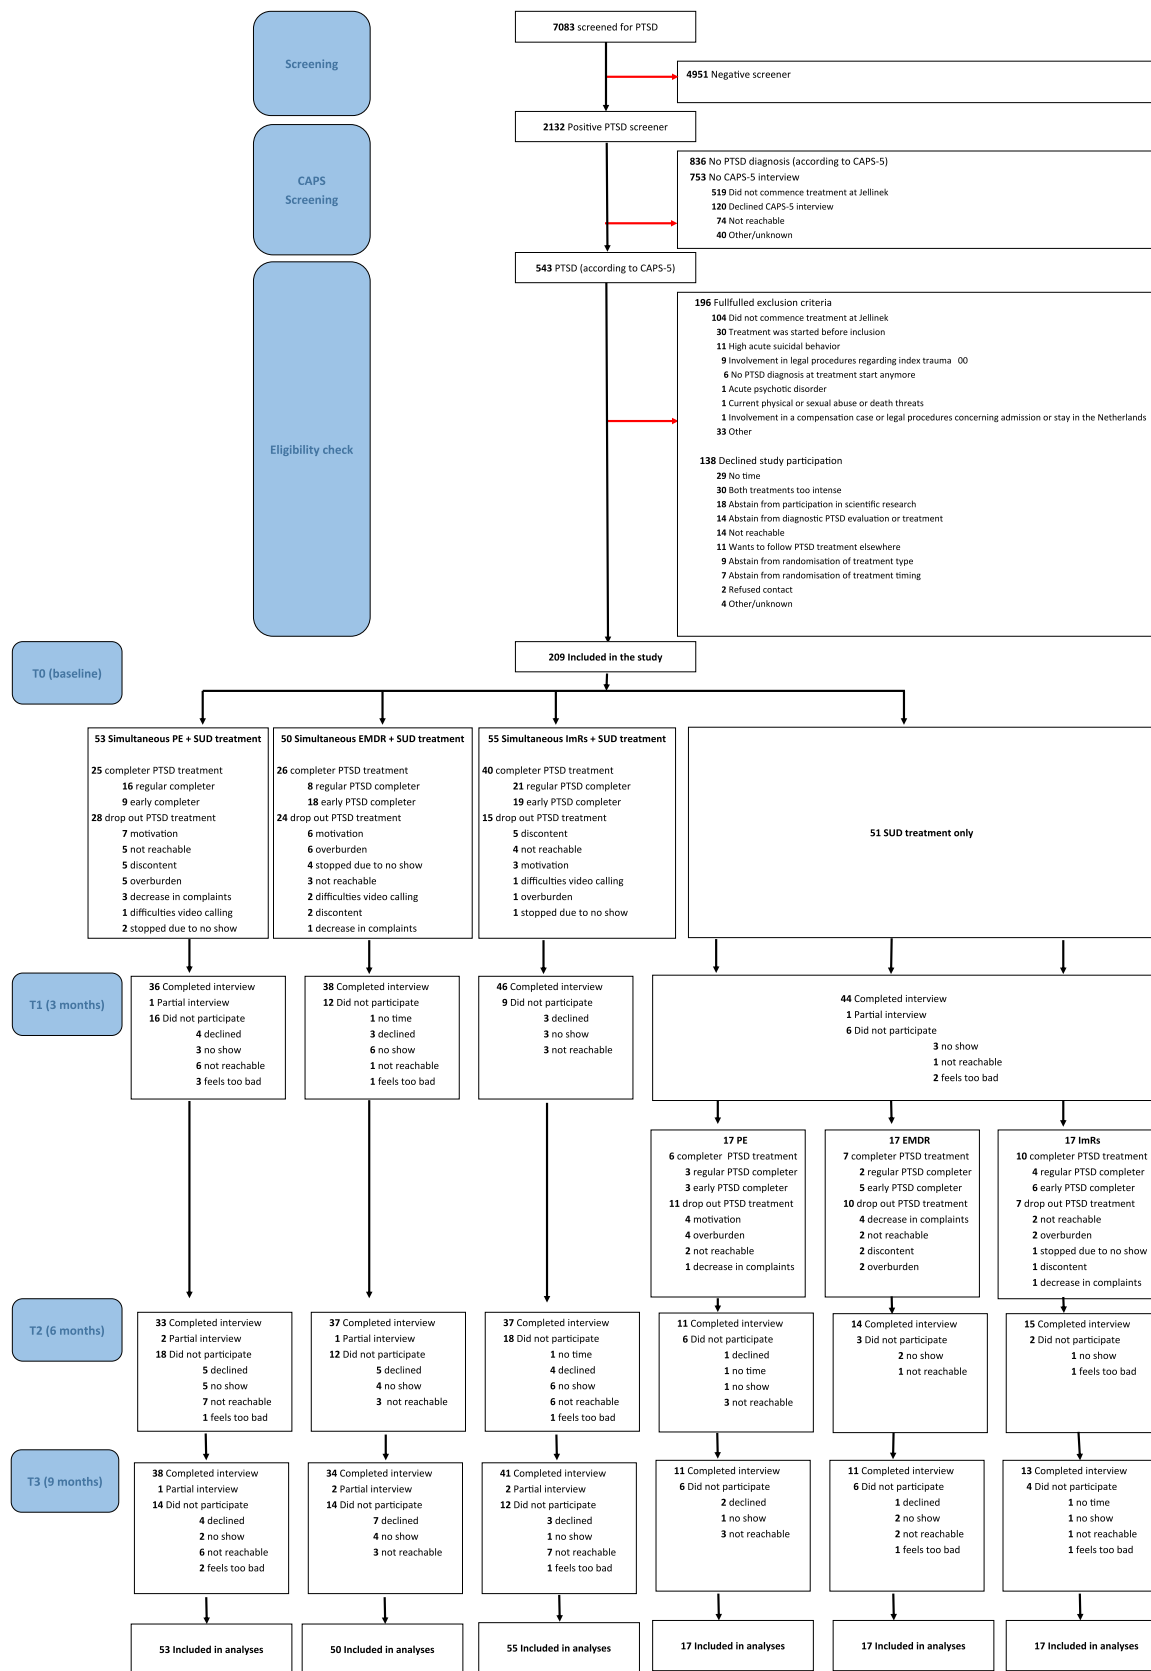 Screening
7083 screened for PTSD
4951 Negative screener
2132 Positive PTSD screener
CAPS
Screening
836 No PTSD diagnosis (according to CAPS-5)
753 No CAPS-5 interview
519 Did not commence treatment at Jellinek
120 Declined CAPS-5 interview
74 Not reachable
40 Other/unknown
543 PTSD (according to CAPS-5)
Eligibility check
196 Fullfulled exclusion criteria
104 Did not commence treatment at Jellinek
30 Treatment was started before inclusion
11 High acute suicidal behavior
9 Involvement in legal procedures regarding index trauma 00
6 No PTSD diagnosis at treatment start anymore
1 Acute psychotic disorder
1 Current physical or sexual abuse or death threats
1 Involvement in a compensation case or legal procedures concerning admission or stay in the Netherlands
33 Other
138 Declined study participation
29 No time
30 Both treatments too intense
18 Abstain from participation in scientific research
14 Abstain from diagnostic PTSD evaluation or treatment
14 Not reachable
11 Wants to follow PTSD treatment elsewhere
9 Abstain from randomisation of treatment type
7 Abstain from randomisation of treatment timing
2 Refused contact
4 Other/unknown
T0 (baseline)
209 Included in the study
53 Simultaneous PE + SUD treatment
25 completer PTSD treatment
16 regular completer
9 early completer
28 drop out PTSD treatment
7 motivation
5 not reachable
5 discontent
5 overburden
3 decrease in complaints
1 difficulties video calling
2 stopped due to no show
50 Simultaneous EMDR + SUD treatment
26 completer PTSD treatment
8 regular PTSD completer
18 early PTSD completer
24 drop out PTSD treatment
6 motivation
6 overburden
4 stopped due to no show
3 not reachable
2 difficulties video calling
2 discontent
1 decrease in complaints
55 Simultaneous ImRs + SUD treatment
40 completer PTSD treatment
21 regular PTSD completer
19 early PTSD completer
15 drop out PTSD treatment
5 discontent
4 not reachable
3 motivation
1 difficulties video calling
1 overburden
1 stopped due to no show
51 SUD treatment only
T1 (3 months)
36 Completed interview
1 Partial interview
16 Did not participate
4 declined
3 no show
6 not reachable
3 feels too bad
38 Completed interview
12 Did not participate
1 no time
3 declined
6 no show
1 not reachable
1 feels too bad
46 Completed interview
9 Did not participate
3 declined
3 no show
3 not reachable
44 Completed interview
1 Partial interview
6 Did not participate
3 no show
1 not reachable
2 feels too bad
17 PE
6 completer PTSD treatment
3 regular PTSD completer
3 early PTSD completer
11 drop out PTSD treatment
4 motivation
4 overburden
2 not reachable
1 decrease in complaints
17 EMDR
7 completer PTSD treatment
2 regular PTSD completer
5 early PTSD completer
10 drop out PTSD treatment
4 decrease in complaints
2 not reachable
2 discontent
2 overburden
17 ImRs
10 completer PTSD treatment
4 regular PTSD completer
6 early PTSD completer
7 drop out PTSD treatment
2 not reachable
2 overburden
1 stopped due to no show
1 discontent
1 decrease in complaints
T2 (6 months)
33 Completed interview
2 Partial interview
18 Did not participate
5 declined
5 no show
7 not reachable
1 feels too bad
37 Completed interview
1 Partial interview
12 Did not participate
5 declined
4 no show
3 not reachable
37 Completed interview
18 Did not participate
1 no time
4 declined
6 no show
6 not reachable
1 feels too bad
11 Completed interview
6 Did not participate
1 declined
1 no time
1 no show
3 not reachable
14 Completed interview
3 Did not participate
2 no show
1 not reachable
15 Completed interview
2 Did not participate
1 no show
1 feels too bad
T3 (9 months)
38 Completed interview
1 Partial interview
14 Did not participate
4 declined
2 no show
6 not reachable
2 feels too bad
34 Completed interview
2 Partial interview
14 Did not participate
7 declined
4 no show
3 not reachable
41 Completed interview
2 Partial interview
12 Did not participate
3 declined
1 no show
7 not reachable
1 feels too bad
11 Completed interview
6 Did not participate
2 declined
1 no show
3 not reachable
11 Completed interview
6 Did not participate
1 declined
2 no show
2 not reachable
1 feels too bad
13 Completed interview
4 Did not participate
1 no time
1 no show
1 not reachable
1 feels too bad
53 Included in analyses
50 Included in analyses
55 Included in analyses
17 Included in analyses
17 Included in analyses
17 Included in analyses